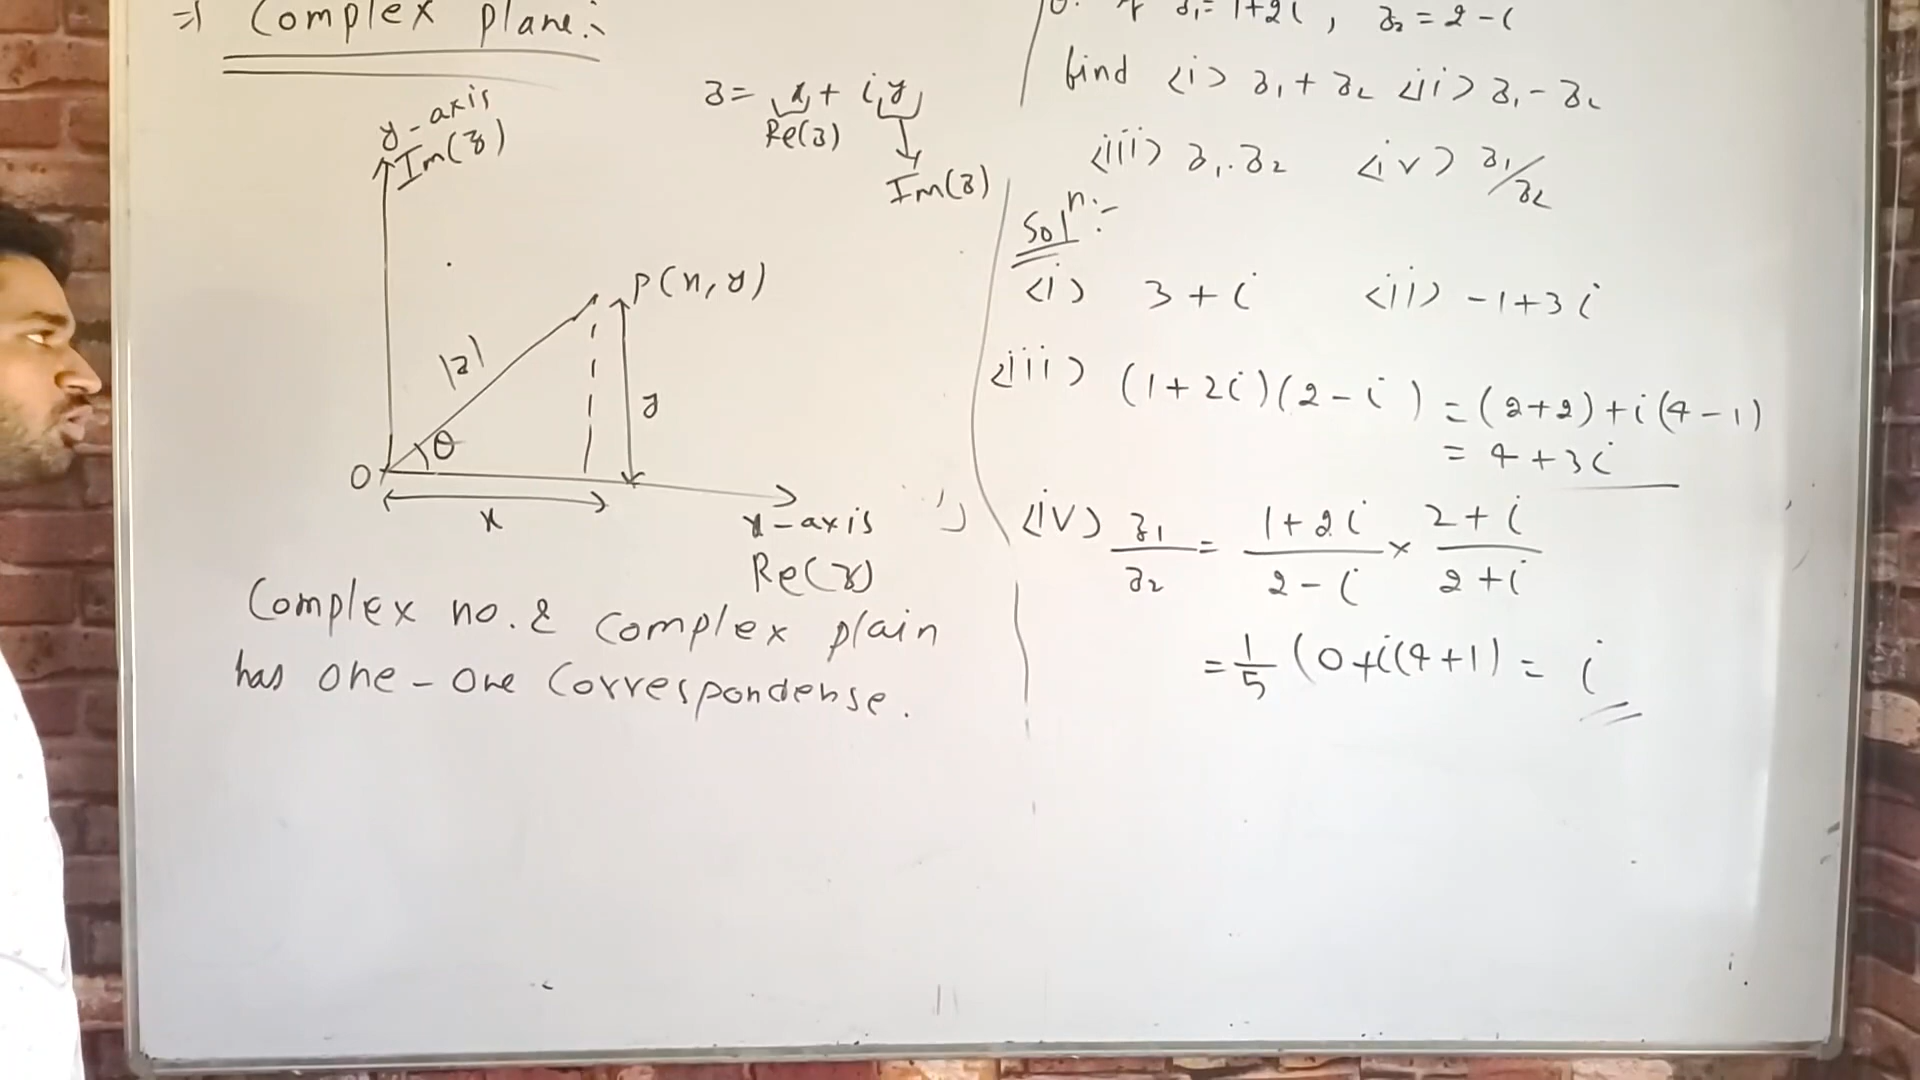 ⇒ Complex plane:-
y-axis
Im(z)
z = x + iy
Re(z)
Im(z)
P(x, y)
|z|
y
θ
O
x
x-axis
Re(z)
Complex no. & complex plain
has one-one correspondense.
z₁ = 1+2i, z₂ = 2-i
find <i> z₁ + z₂ <ii> z₁ - z₂
<iii> z₁.z₂ <iv> z₁/z₂
Solⁿ:-
<i> 3+i <ii> -1+3i
<iii> (1+2i)(2-i) = (2+2)+i(4-1)
= 4+3i
<iv> z₁/z₂ = 1+2i/2-i × 2+i/2+i
= 1/5 (0+i(4+1) = i